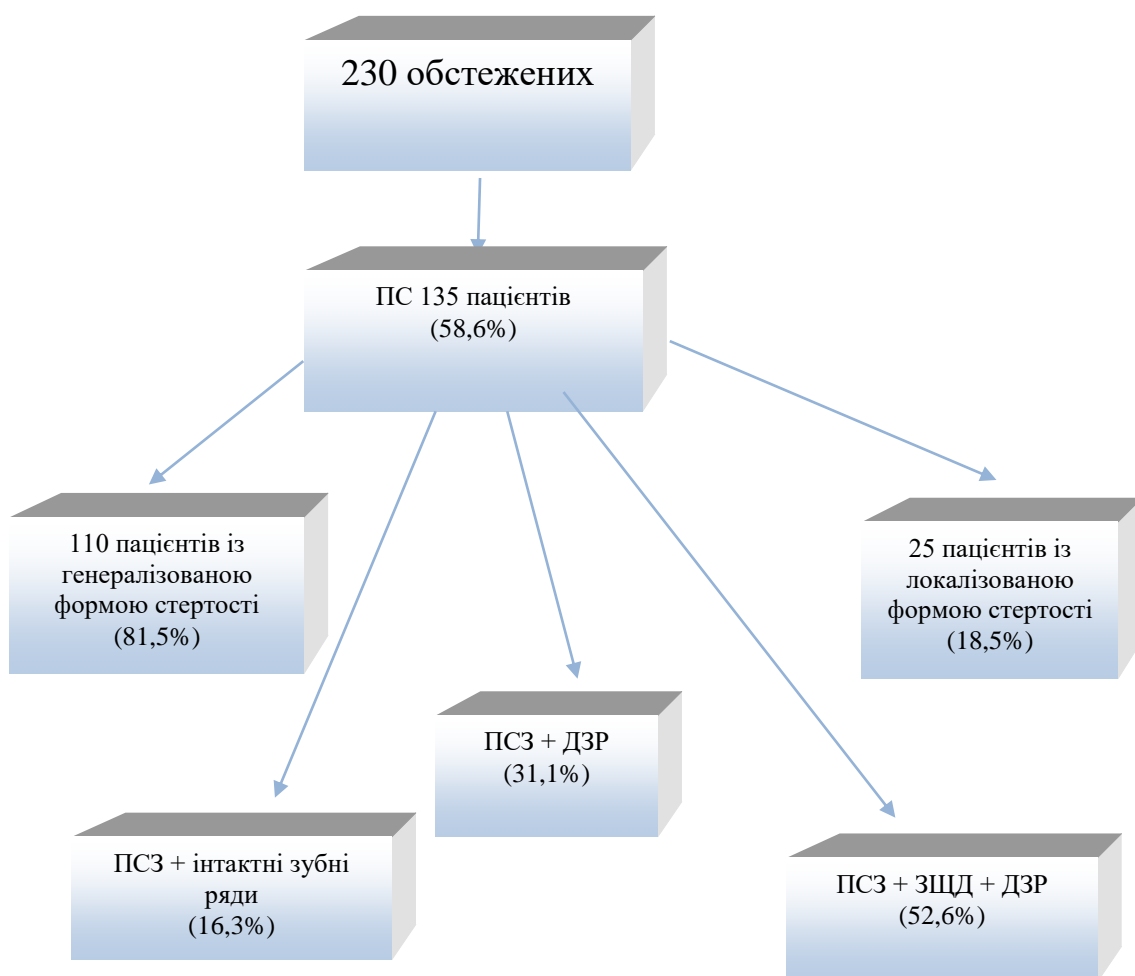 230 обстежених
ПС 135 пацієнтів
(58,6%)
110 пацієнтів із
генералізованою
формою стертості
(81,5%)
25 пацієнтів із
локалізованою
формою стертості
(18,5%)
ПСЗ + ДЗР
(31,1%)
ПСЗ + інтактні зубні
ряди
(16,3%)
ПСЗ + ЗЩД + ДЗР
(52,6%)